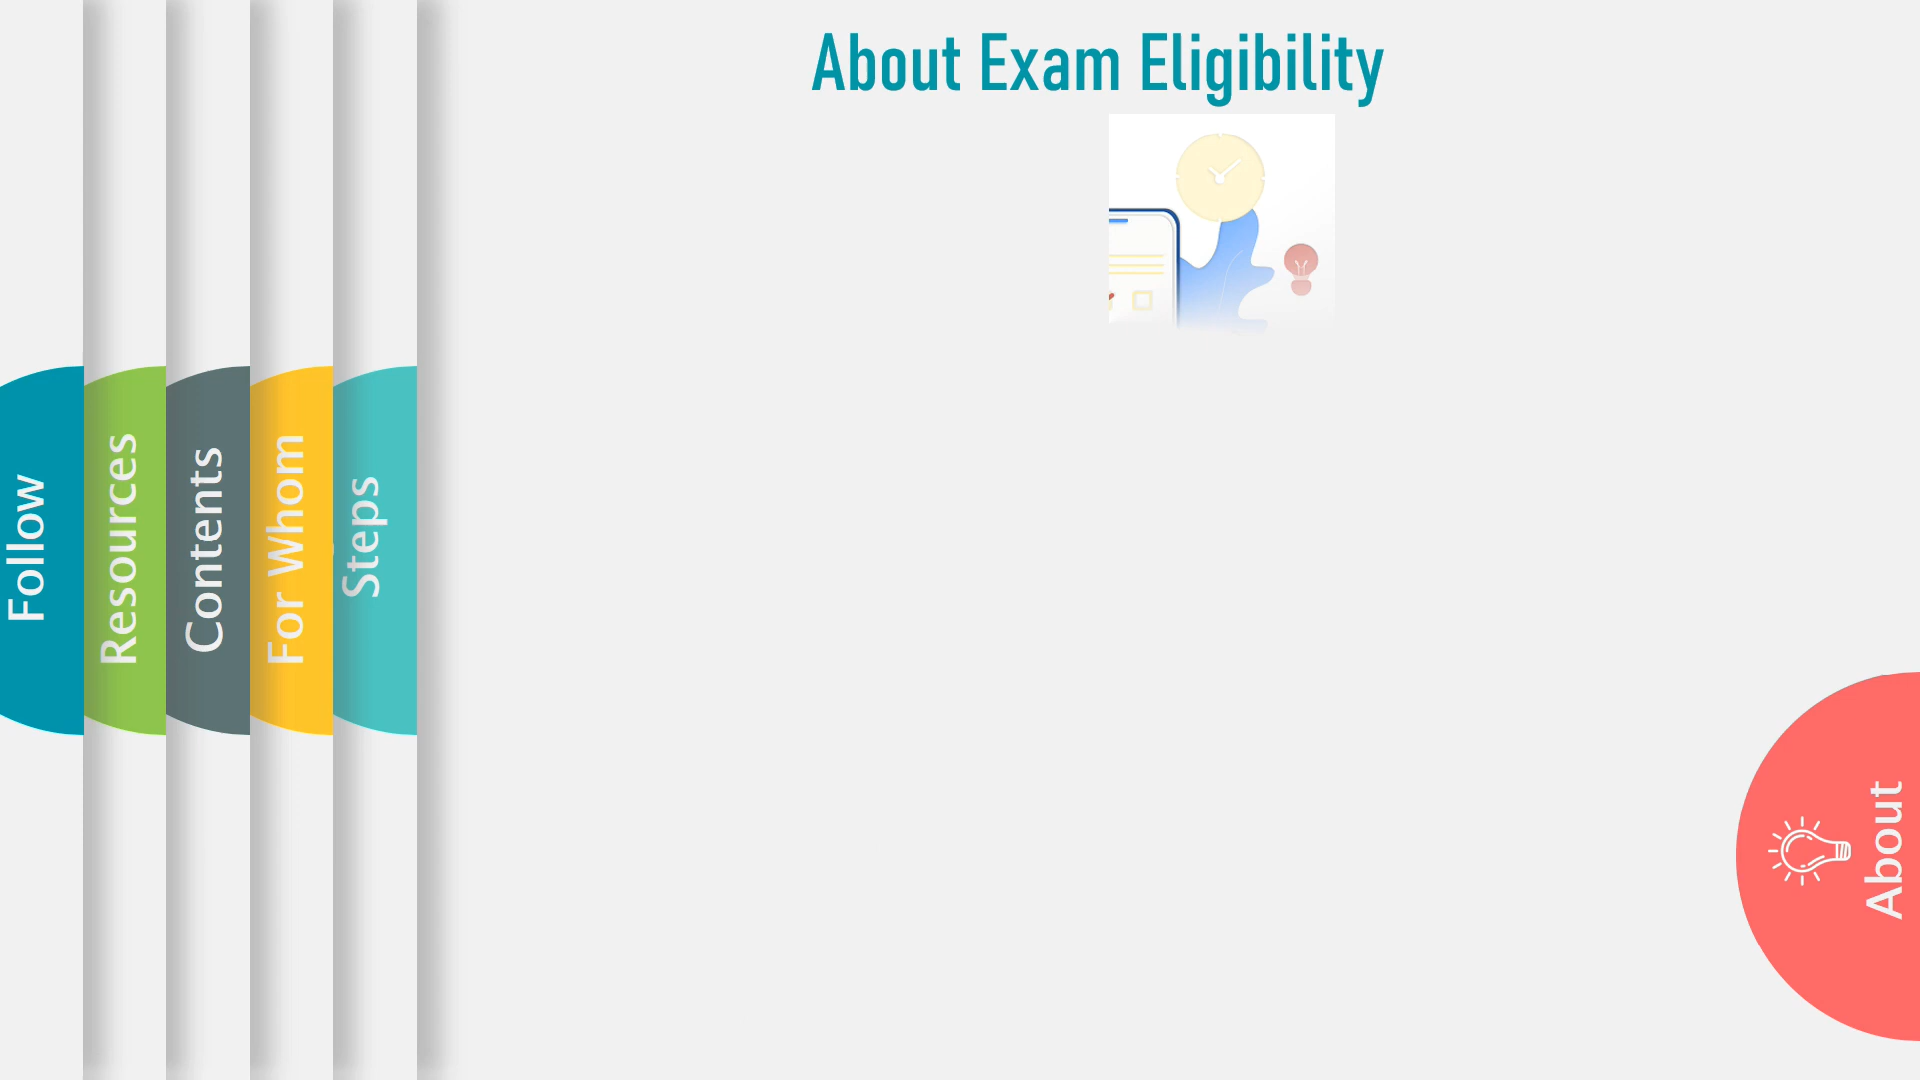 About Exam Eligibility
Follow
Resources
Contents
For Whom
Steps
About